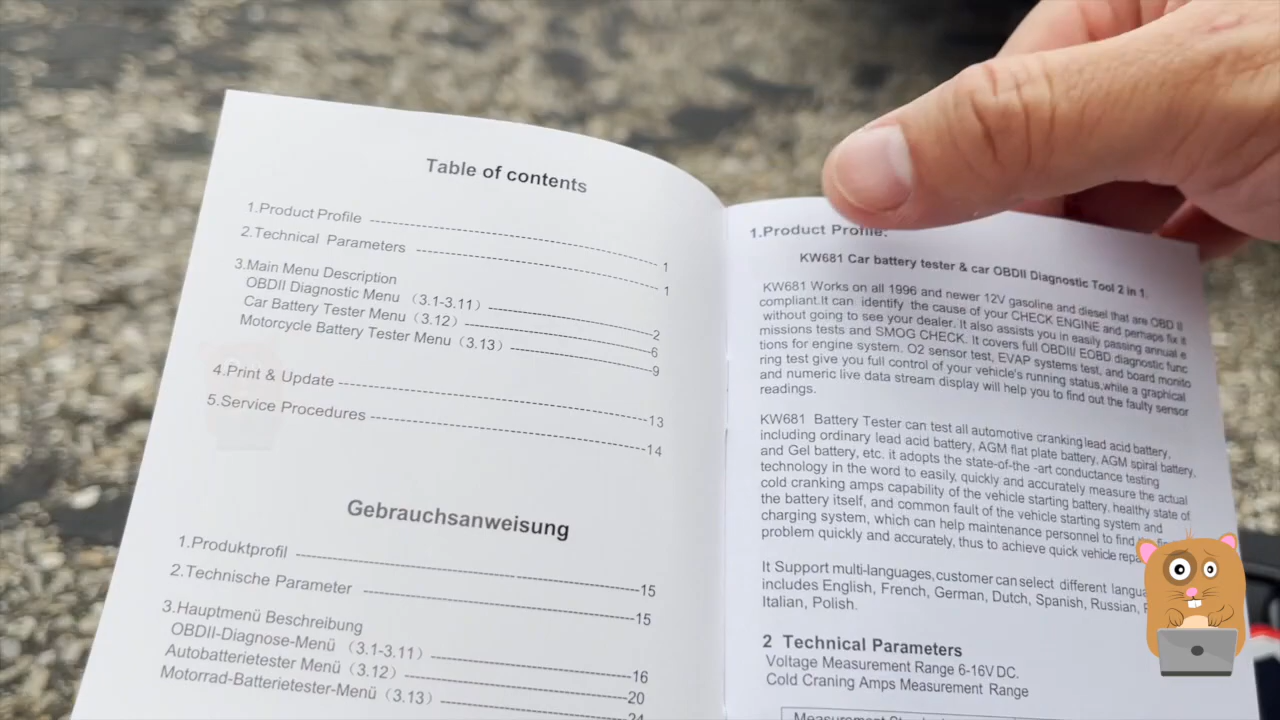 Table of contents
1.Product Profile ------------------------------ 1
2.Technical Parameters ------------------------------ 1
3.Main Menu Description
OBDII Diagnostic Menu （3.1-3.11）------------------------------2
Car Battery Tester Menu （3.12）------------------------------6
Motorcycle Battery Tester Menu（3.13）------------------------------9
4.Print & Update ------------------------------13
5.Service Procedures ------------------------------14
Gebrauchsanweisung
1.Produktprofil ------------------------------15
2.Technische Parameter ------------------------------15
3.Hauptmenü Beschreibung
OBDII-Diagnose-Menü （3.1-3.11）------------------------------16
Autobatterietester Menü （3.12）------------------------------20
Motorrad-Batterietester-Menü （3.13）------------------------------24
1.Product Profile:
KW681 Car battery tester & car OBDII Diagnostic Tool 2 in 1.
KW681 Works on all 1996 and newer 12V gasoline and diesel that are OBD II
compliant.It can identify the cause of your CHECK ENGINE and perhaps fix it
without going to see your dealer. It also assists you in easily passing annual e
missions tests and SMOG CHECK. It covers full OBDII/ EOBD diagnostic func
tions for engine system. O2 sensor test, EVAP systems test, and board monito
ring test give you full control of your vehicle's running status,while a graphical
and numeric live data stream display will help you to find out the faulty sensor
readings.
KW681 Battery Tester can test all automotive cranking lead acid battery,
including ordinary lead acid battery, AGM flat plate battery, AGM spiral battery,
and Gel battery, etc. it adopts the state-of-the -art conductance testing
technology in the word to easily, quickly and accurately measure the actual
cold cranking amps capability of the vehicle starting battery, healthy state of
the battery itself, and common fault of the vehicle starting system and
charging system, which can help maintenance personnel to find
problem quickly and accurately, thus to achieve quick vehicle
It Support multi-languages,customer can select different
includes English, French, German, Dutch, Spanish, Russian,
Italian, Polish.
2 Technical Parameters
Voltage Measurement Range 6-16V DC.
Cold Craning Amps Measurement Range
Measurement